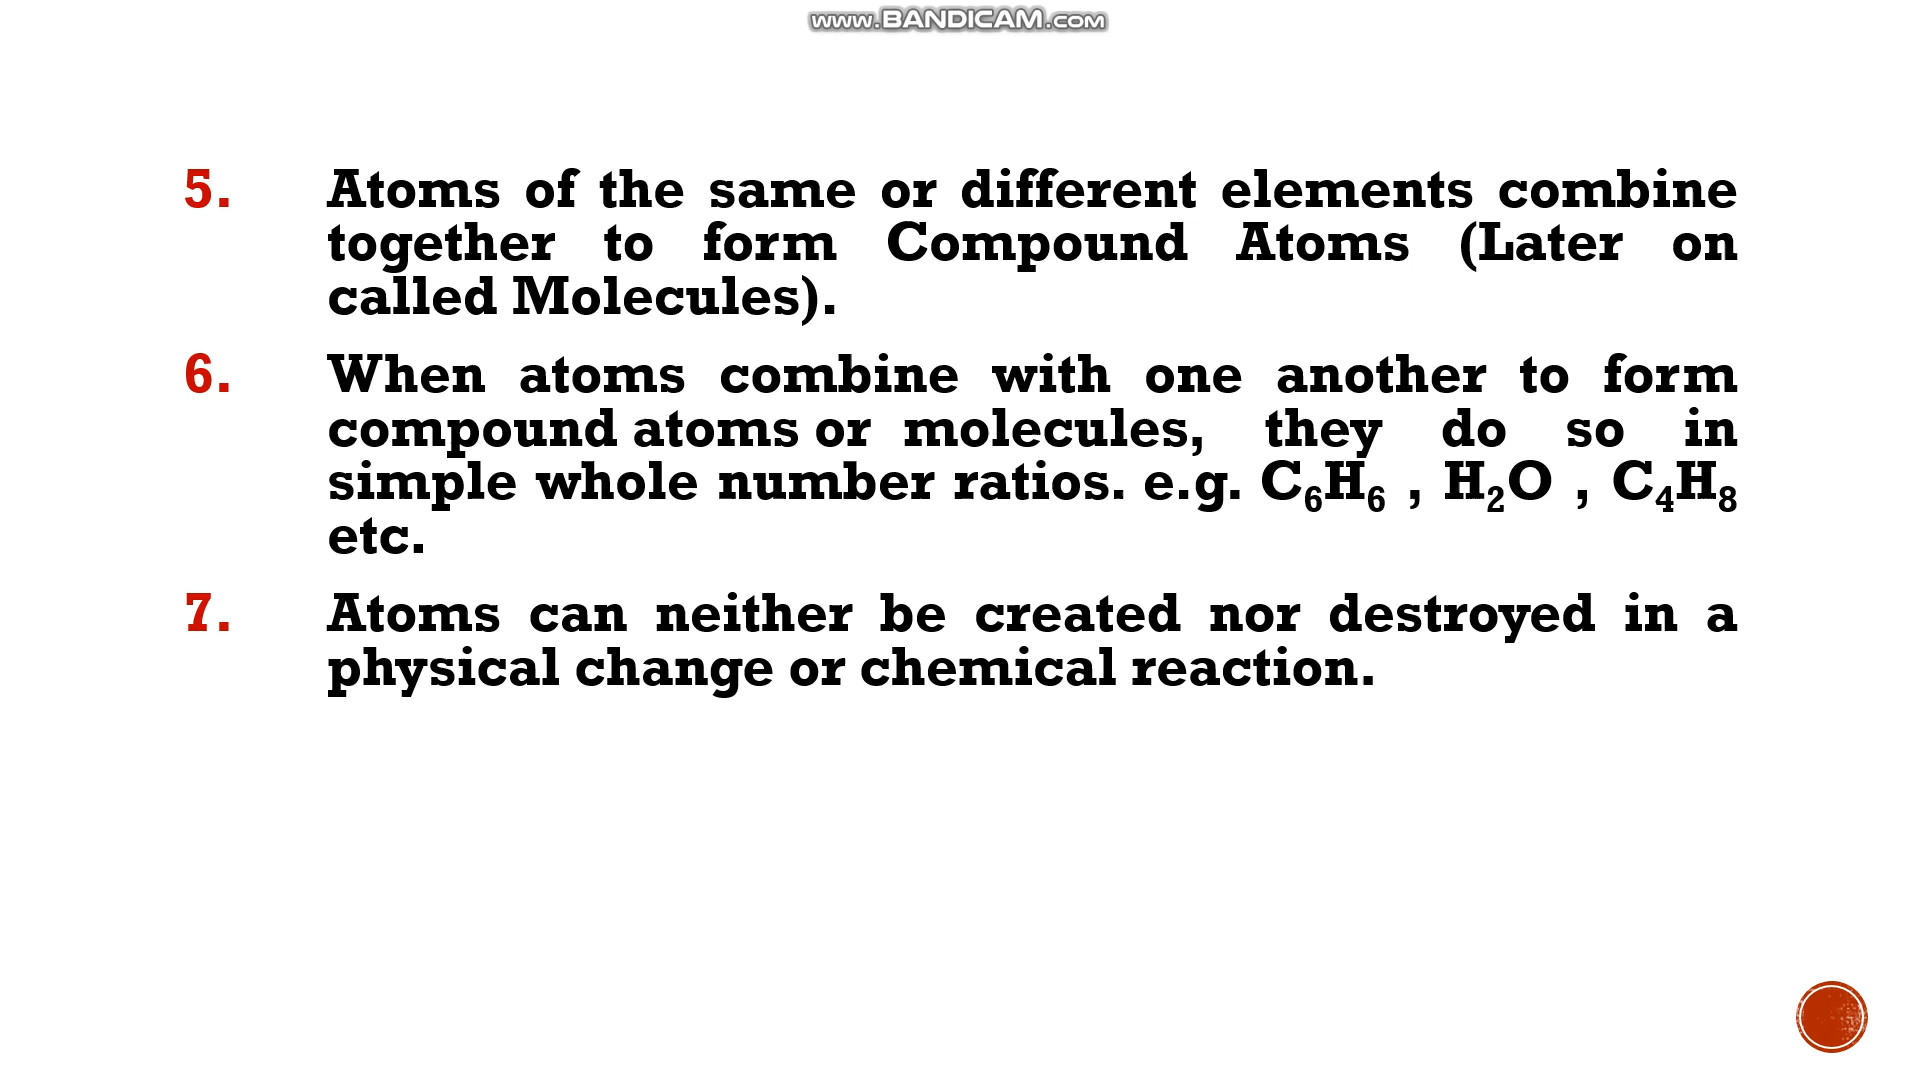 www.BANDICAM.com
5. Atoms of the same or different elements combine
together to form Compound Atoms (Later on
called Molecules).
6. When atoms combine with one another to form
compound atoms or molecules, they do so in
simple whole number ratios. e.g. C₆H₆ , H₂O , C₄H₈
etc.
7. Atoms can neither be created nor destroyed in a
physical change or chemical reaction.